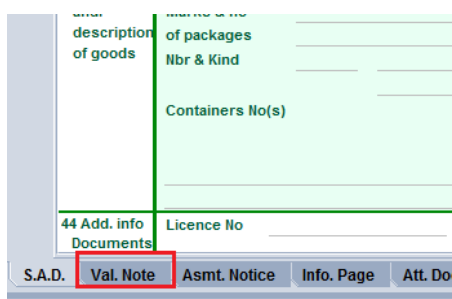 description
of goods
of packages
Nbr & Kind
Containers No(s)
44 Add. info
Documents
Licence No
S.A.D. Val. Note Asmt. Notice Info. Page Att. Do